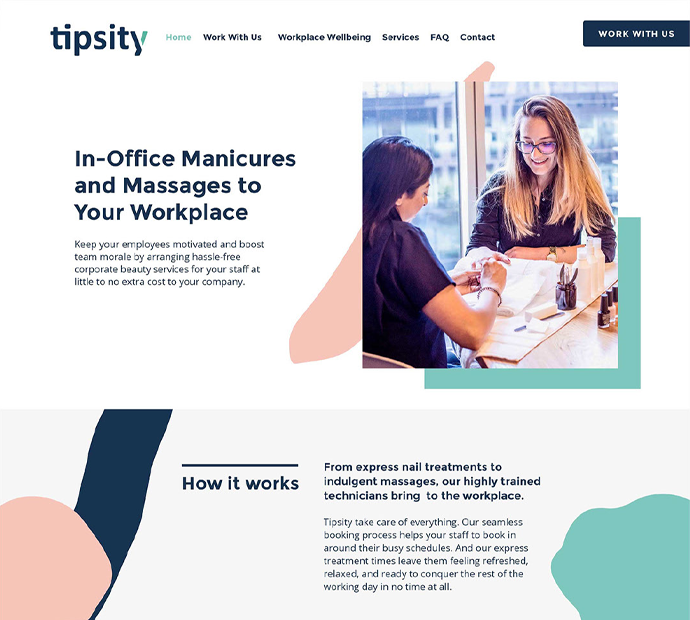 tipsity
Home Work With Us Workplace Wellbeing Services FAQ Contact
WORK WITH US
In-Office Manicures
and Massages to
Your Workplace
Keep your employees motivated and boost
team morale by arranging hassle-free
corporate beauty services for your staff at
little to no extra cost to your company.
How it works
From express nail treatments to
indulgent massages, our highly trained
technicians bring to the workplace.
Tipsity take care of everything. Our seamless
booking process helps your staff to book in
around their busy schedules. And our express
treatment times leave them feeling refreshed,
relaxed, and ready to conquer the rest of the
working day in no time at all.